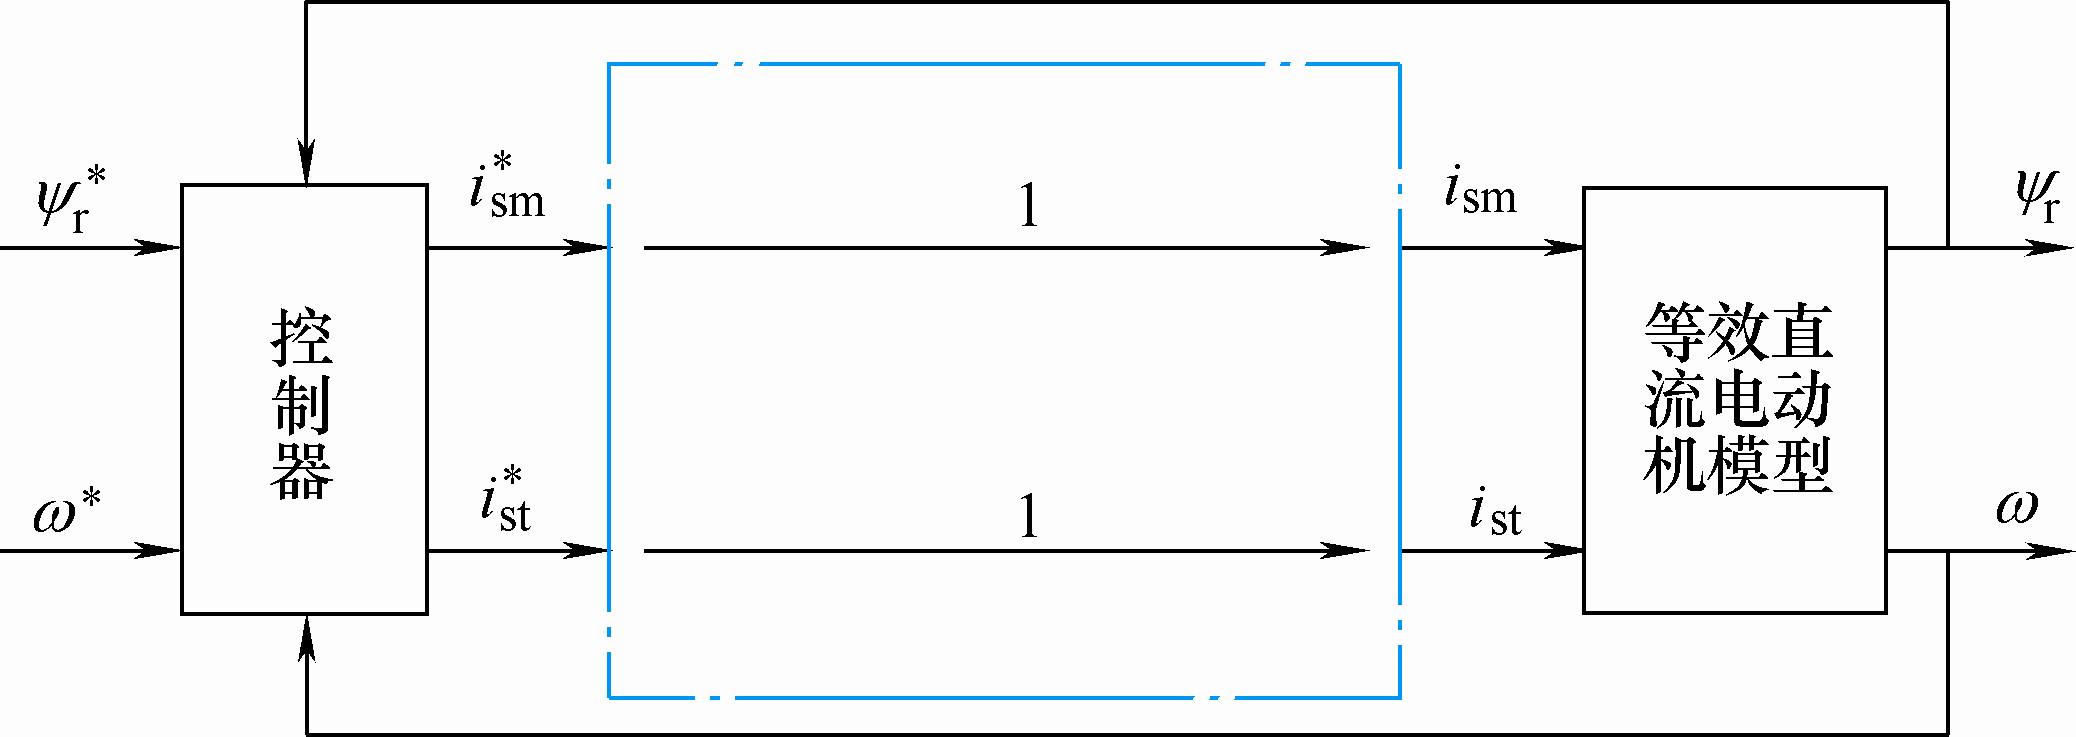 ψr* i*sm 1 ism ψr
控
制
器
等效直
流电动
机模型
ω* i*st 1 ist ω